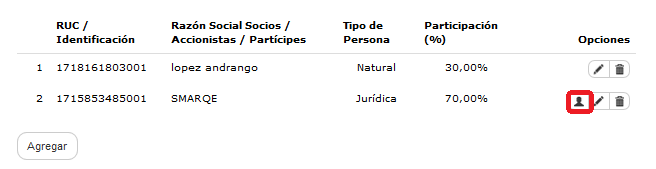 RUC / Identificación Razón Social Socios / Accionistas / Partícipes Tipo de Persona Participación (%) Opciones
1 1718161803001 lopez andrango Natural 30,00%
2 1715853485001 SMARQE Jurídica 70,00%
Agregar